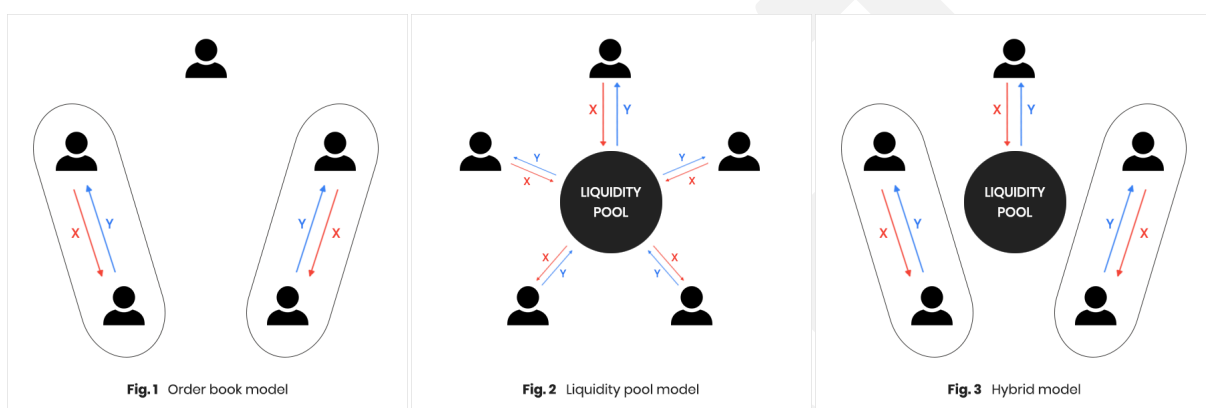 X
Y
Y
X
Fig. 1 Order book model
X
Y
Y
X
Y
X
LIQUIDITY
POOL
X
Y
X
Y
Fig. 2 Liquidity pool model
X
Y
LIQUIDITY
POOL
X
Y
Y
X
Fig. 3 Hybrid model